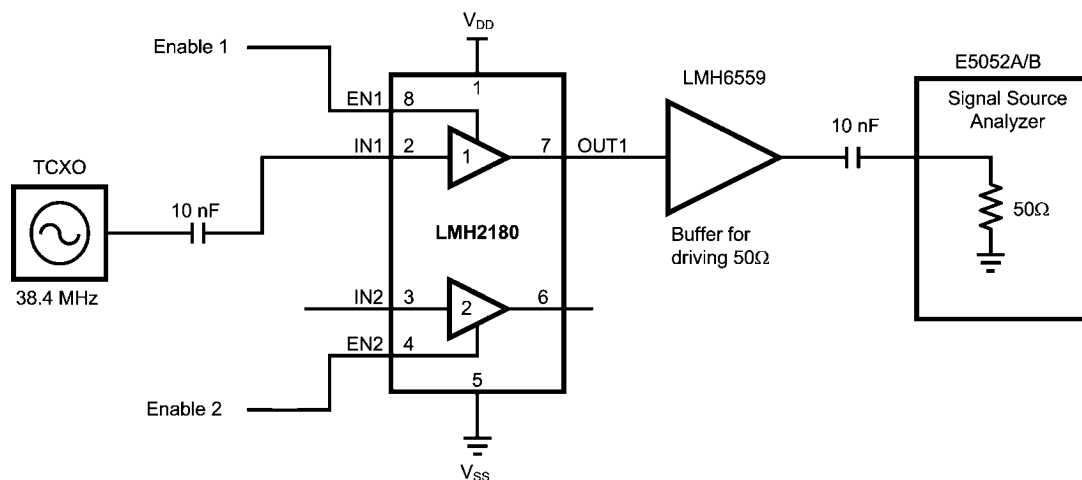 V_DD
Enable 1
1
EN1 8
IN1 2
1
7 OUT1
LMH6559
10 nF
E5052A/B
Signal Source
Analyzer
50Ω
TCXO
10 nF
38.4 MHz
LMH2180
Buffer for
driving 50Ω
IN2 3
2
6
EN2 4
5
Enable 2
V_SS